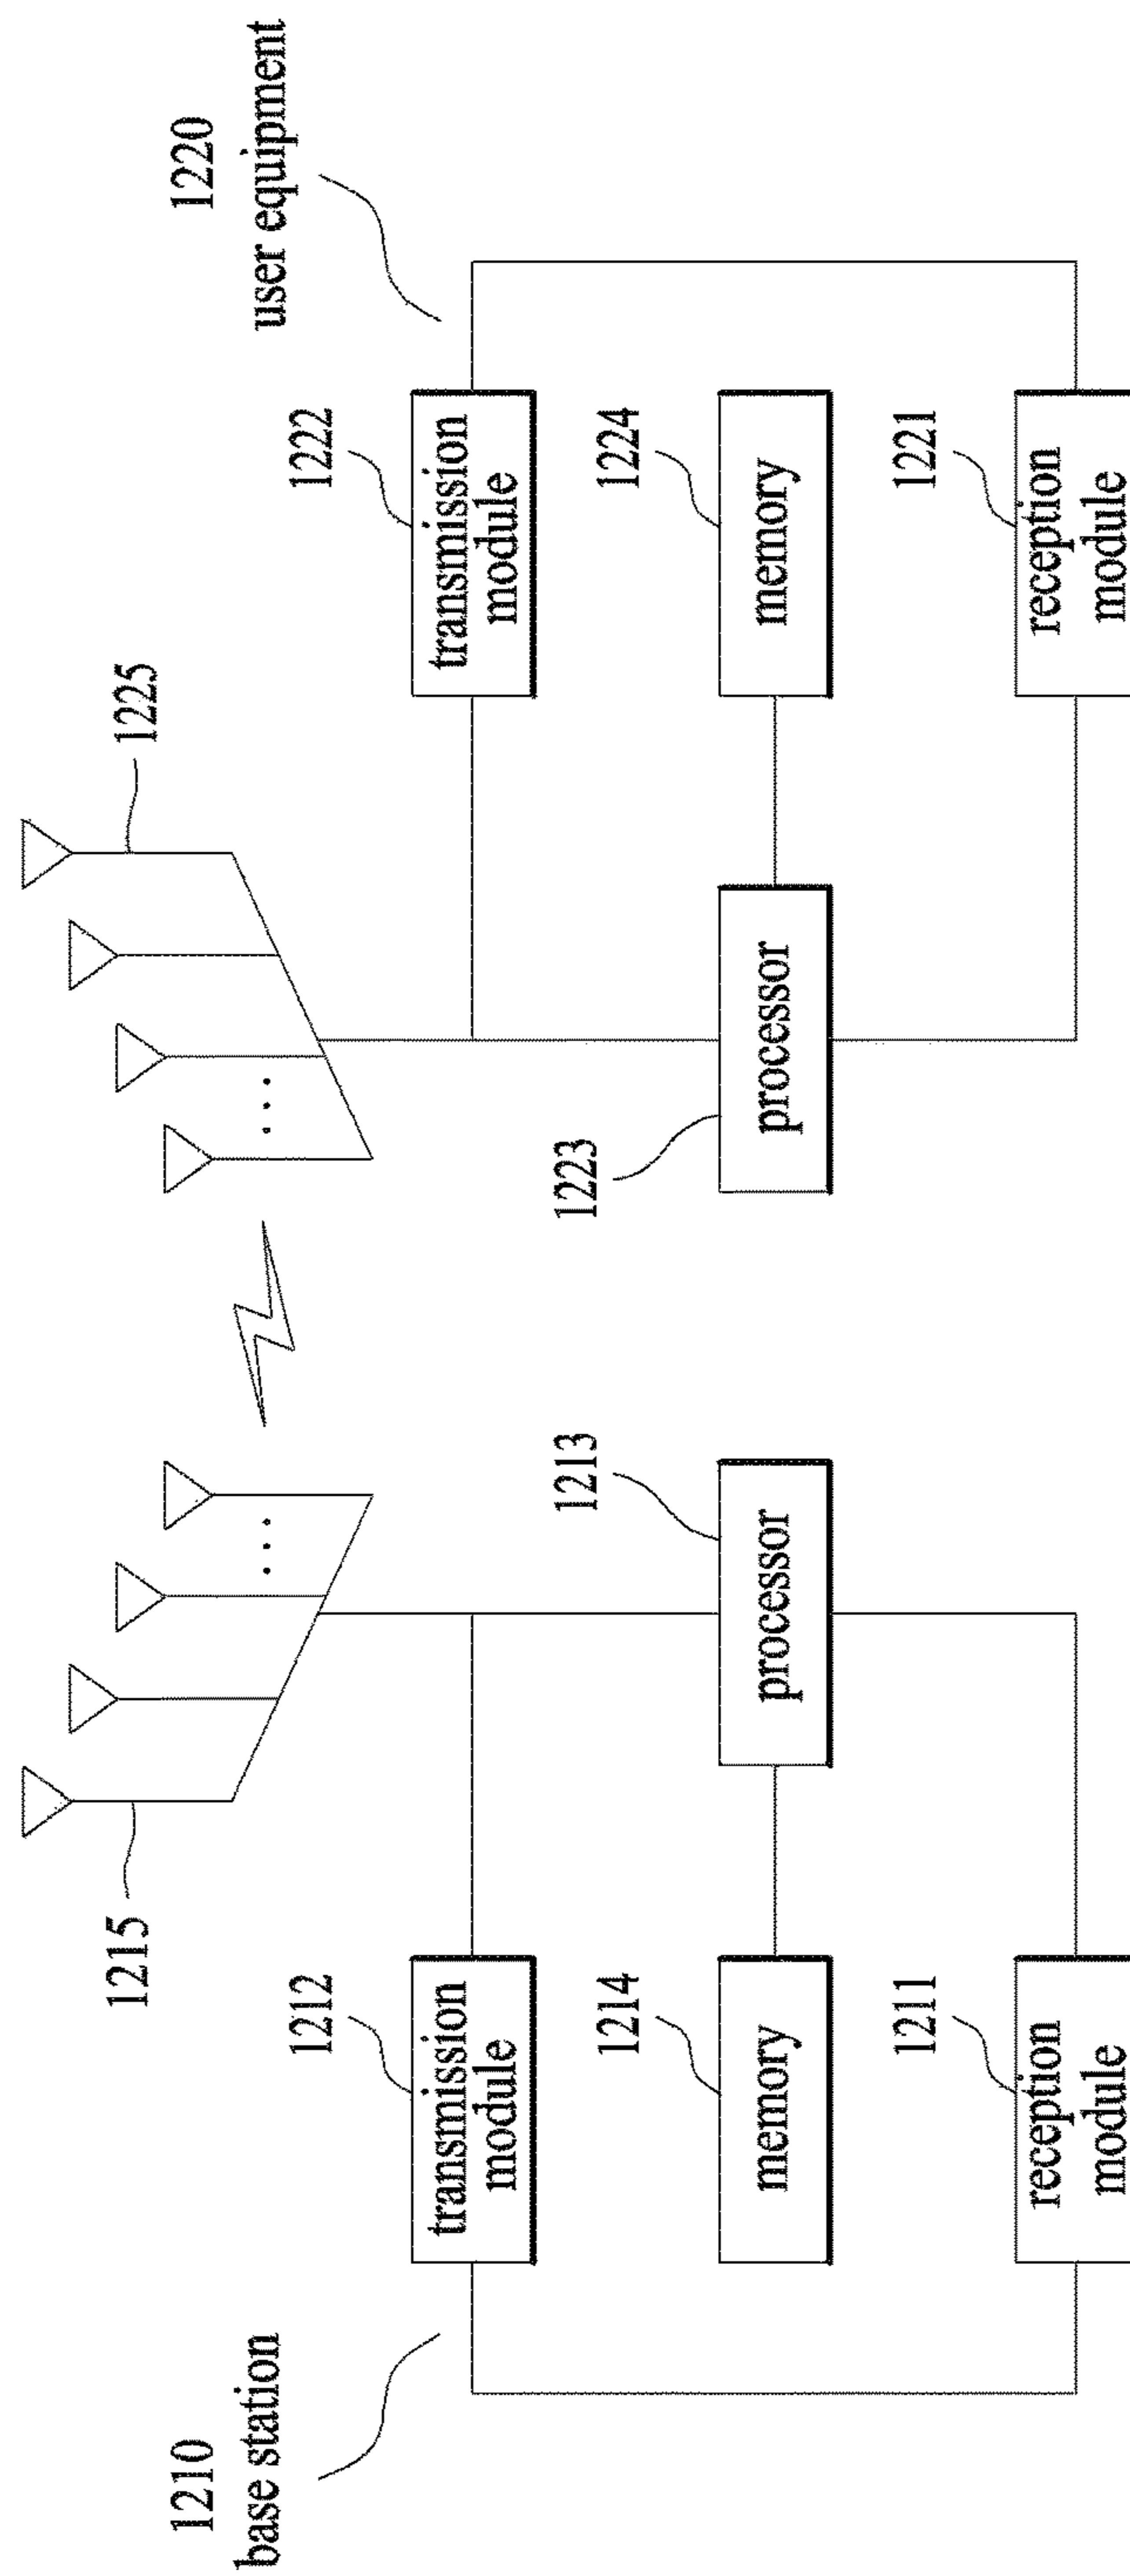 1210
base station
1215
1212
transmission
module
1214
memory
1213
processor
1211
reception
module
1220
user equipment
1225
1222
transmission
module
1223
processor
1224
memory
1221
reception
module